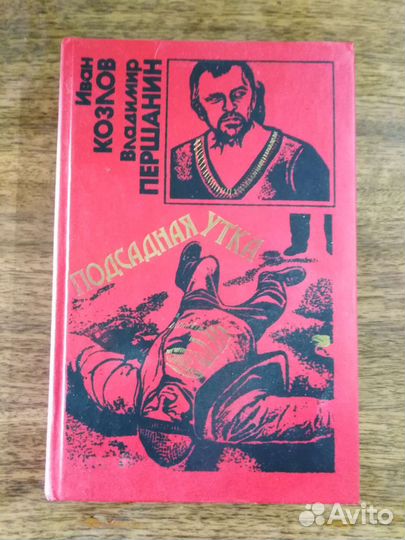 Иван
КОЗЛОВ
Владимир
ПЕРШАНИН
ПОДСАДНАЯ УТКА
Avito